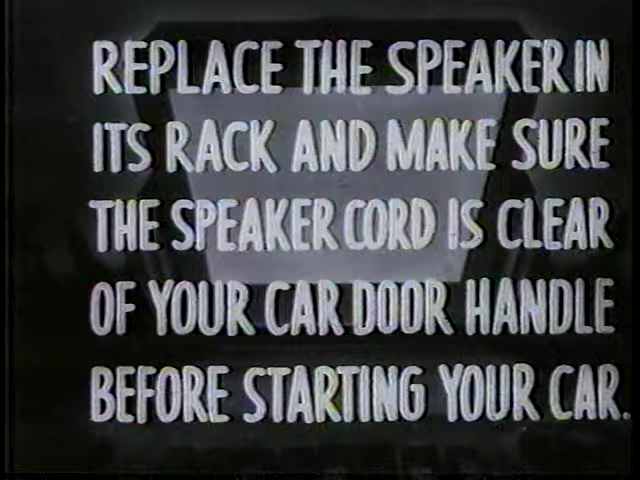 REPLACE THE SPEAKER IN
ITS RACK AND MAKE SURE
THE SPEAKER CORD IS CLEAR
OF YOUR CAR DOOR HANDLE
BEFORE STARTING YOUR CAR.